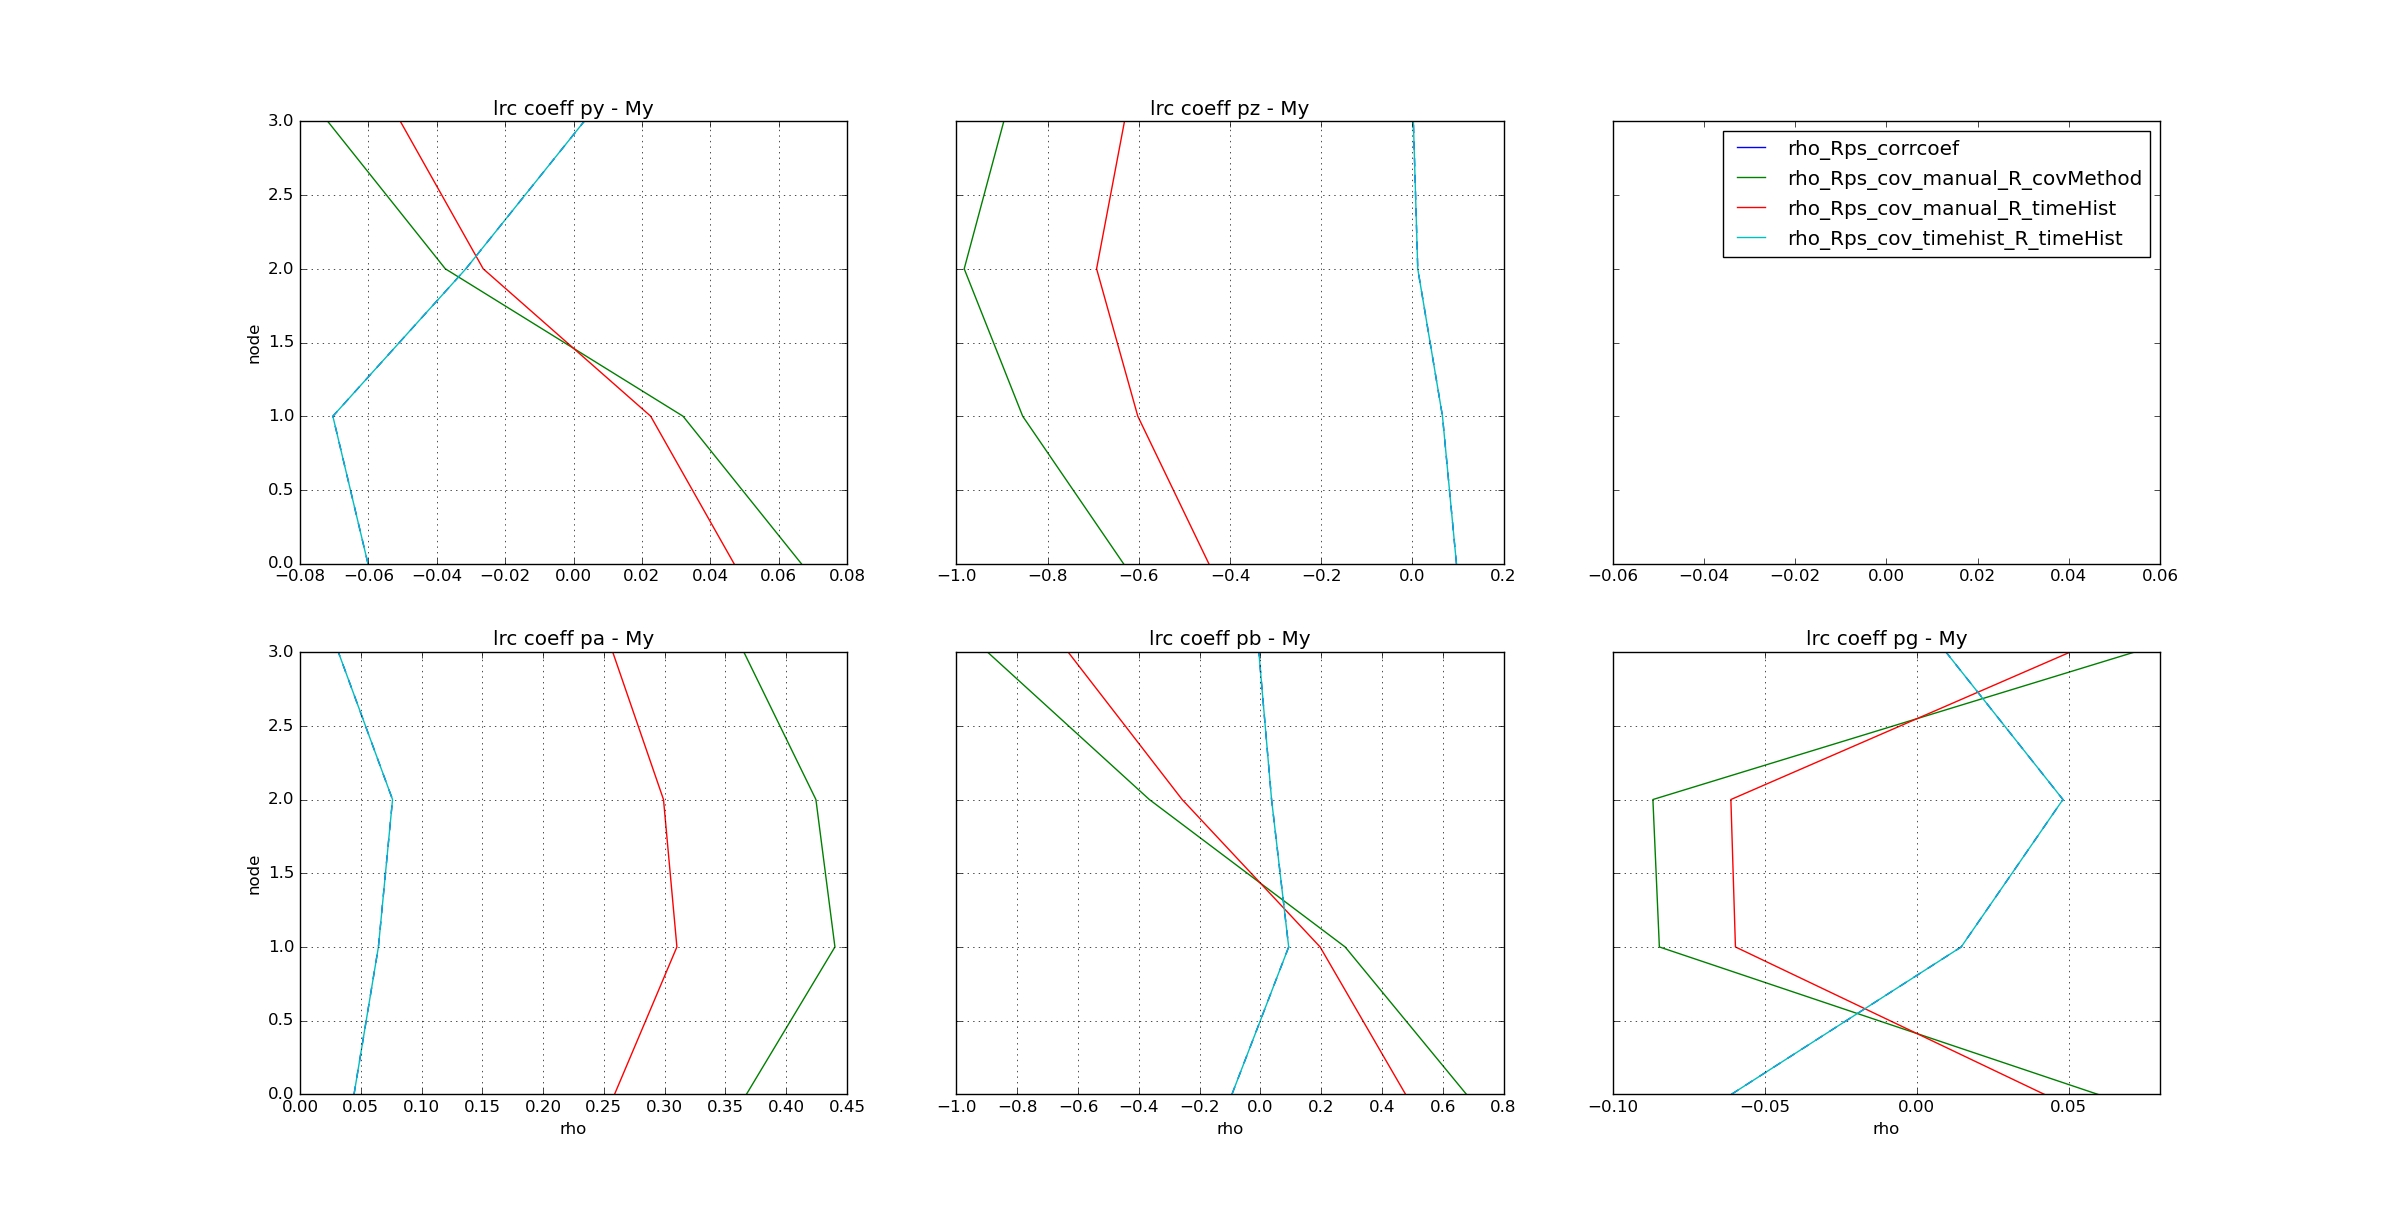 lrc coeff py - My
3.0
2.5
2.0
1.5
1.0
0.5
0.0
node
−0.08 −0.06 −0.04 −0.02 0.00 0.02 0.04 0.06 0.08
lrc coeff pz - My
−1.0 −0.8 −0.6 −0.4 −0.2 0.0 0.2
rho_Rps_corrcoef
rho_Rps_cov_manual_R_covMethod
rho_Rps_cov_manual_R_timeHist
rho_Rps_cov_timehist_R_timeHist
−0.06 −0.04 −0.02 0.00 0.02 0.04 0.06
lrc coeff pa - My
3.0
2.5
2.0
1.5
1.0
0.5
0.0
node
0.00 0.05 0.10 0.15 0.20 0.25 0.30 0.35 0.40 0.45
rho
lrc coeff pb - My
−1.0 −0.8 −0.6 −0.4 −0.2 0.0 0.2 0.4 0.6 0.8
rho
lrc coeff pg - My
−0.10 −0.05 0.00 0.05
rho